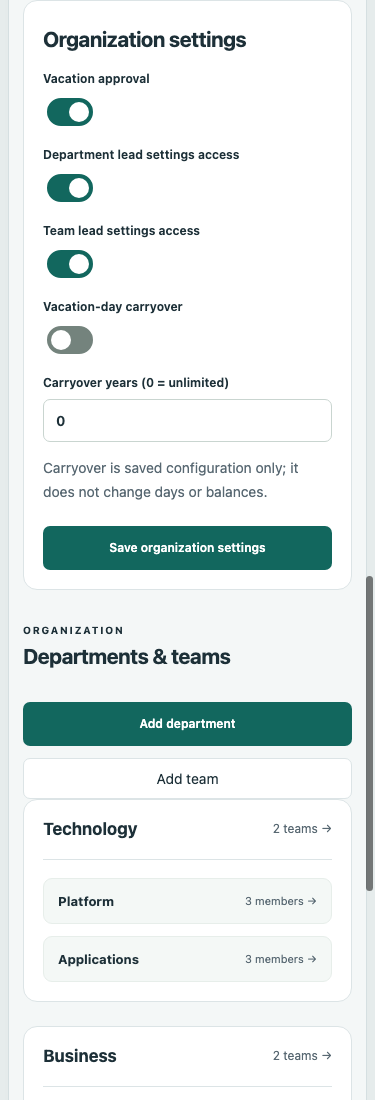 Organization settings
Vacation approval
Department lead settings access
Team lead settings access
Vacation-day carryover
Carryover years (0 = unlimited)
0
Carryover is saved configuration only; it
does not change days or balances.
Save organization settings
ORGANIZATION
Departments & teams
Add department
Add team
Technology 2 teams →
Platform 3 members →
Applications 3 members →
Business 2 teams →